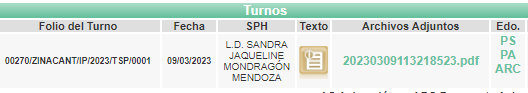 Turnos
Folio del Turno Fecha SPH Texto Archivos Adjuntos Edo.
00270/ZINACANT/IP/2023/TSP/0001 09/03/2023 L.D. SANDRA JAQUELINE MONDRAGÓN MENDOZA 20230309113218523.pdf PS PA ARC